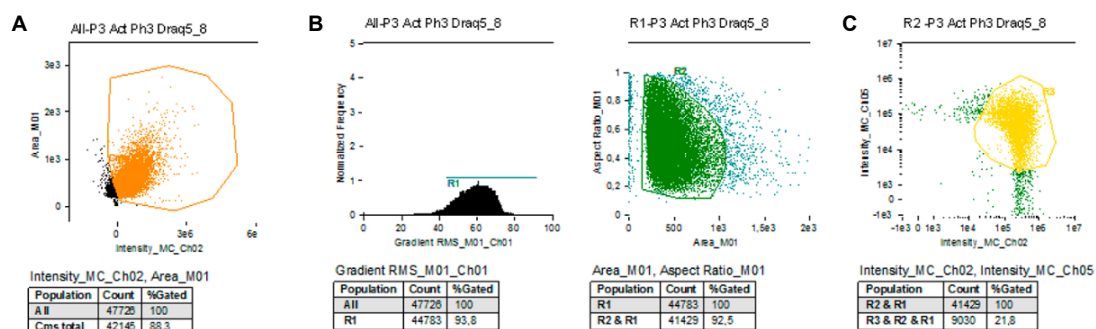 A
All-P3 Act Ph3 Draq5_8
3e3
2e3
1e3
0
Area_M01
0 3e6 6e
Intensity_MC_Ch02
Intensity_MC_Ch02, Area_M01
Population Count %Gated
All 47726 100
Cms total 42145 88,3
B
All-P3 Act Ph3 Draq5_8
5
4
3
2
1
0
Normalized Frequency
R1
0 20 40 60 80 100
Gradient RMS_M01_Ch01
Gradient RMS_M01_Ch01
Population Count %Gated
All 47726 100
R1 44783 93,8
R1-P3 Act Ph3 Draq5_8
1
0,8
0,6
0,4
0,2
0
Aspect Ratio_M01
R2
0 500 1e3 1,5e3 2e3
Area_M01
Area_M01, Aspect Ratio_M01
Population Count %Gated
R1 44783 100
R2 & R1 41429 92,5
C
R2 -P3 Act Ph3 Draq5_8
1e7
1e6
1e5
1e4
1e3
0
-1e3
Intensity_MC_Ch05
R3
-1e3 0 1e3 1e4 1e5 1e6 1e7
Intensity_MC_Ch02
Intensity_MC_Ch02, Intensity_MC_Ch05
Population Count %Gated
R2 & R1 41429 100
R3 & R2 & R1 9030 21,8